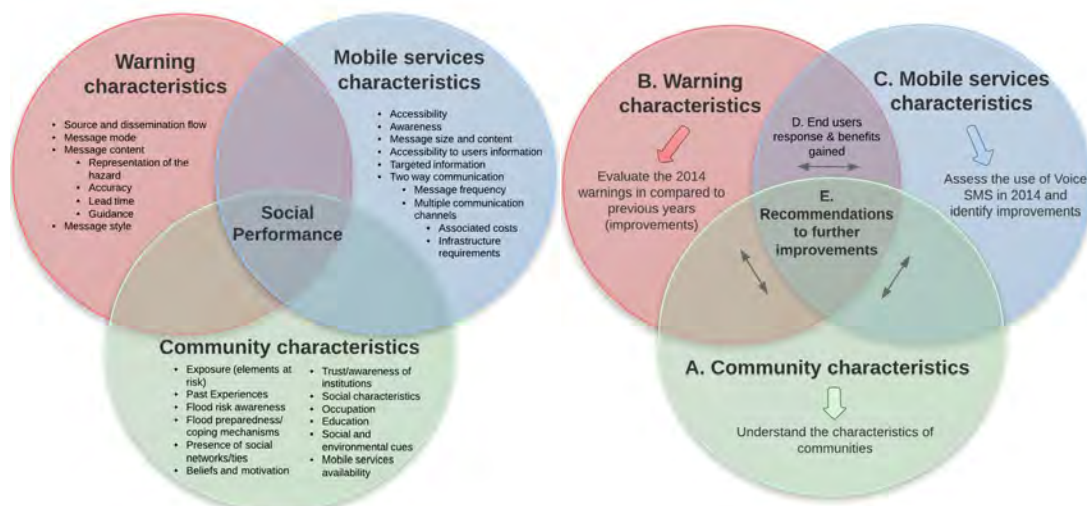 Warning
characteristics
• Source and dissemination flow
• Message mode
• Message content
• Representation of the
hazard
• Accuracy
• Lead time
• Guidance
• Message style
Mobile services
characteristics
• Accessibility
• Awareness
• Message size and content
• Accessibility to users information
• Targeted information
• Two way communication
• Message frequency
• Multiple communication
channels
• Associated costs
• Infrastructure
requirements
Social
Performance
Community characteristics
• Exposure (elements at
risk)
• Past Experiences
• Flood risk awareness
• Flood preparedness/
coping mechanisms
• Presence of social
networks/ties
• Beliefs and motivation
• Trust/awareness of
institutions
• Social characteristics
• Occupation
• Education
• Social and
environmental cues
• Mobile services
availability
B. Warning
characteristics
Evaluate the 2014
warnings in compared to
previous years
(improvements)
C. Mobile services
characteristics
Assess the use of Voice
SMS in 2014 and
identify improvements
D. End users
response & benefits
gained
E.
Recommendations
to further
improvements
A. Community characteristics
Understand the characteristics of
communities